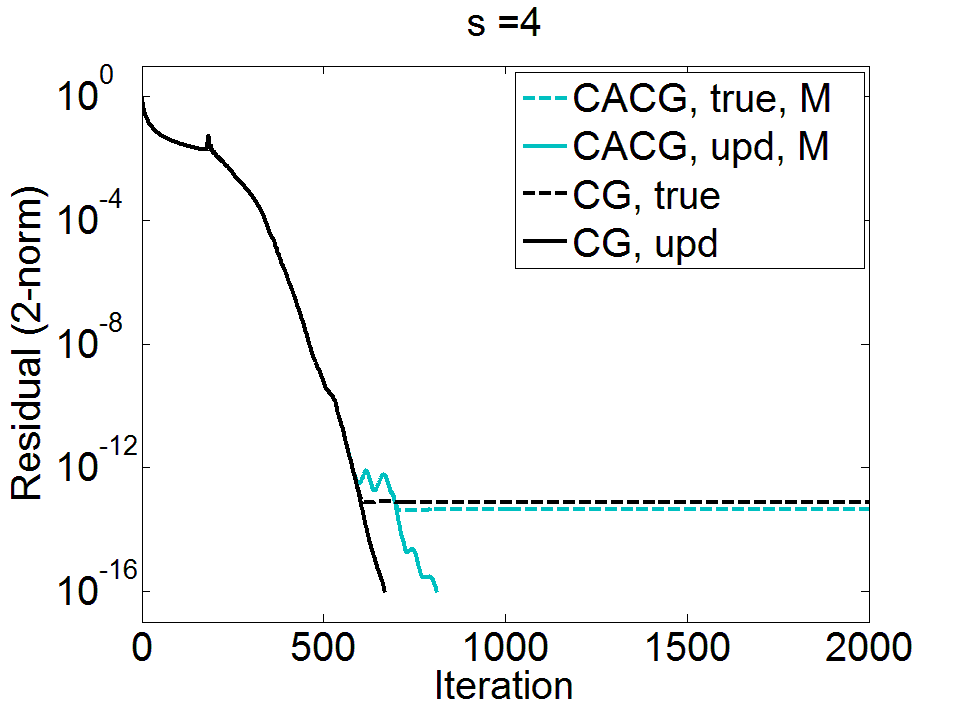 s =4
CACG, true, M
CACG, upd, M
CG, true
CG, upd
Residual (2-norm)
10^0
10^-4
10^-8
10^-12
10^-16
0 500 1000 1500 2000
Iteration